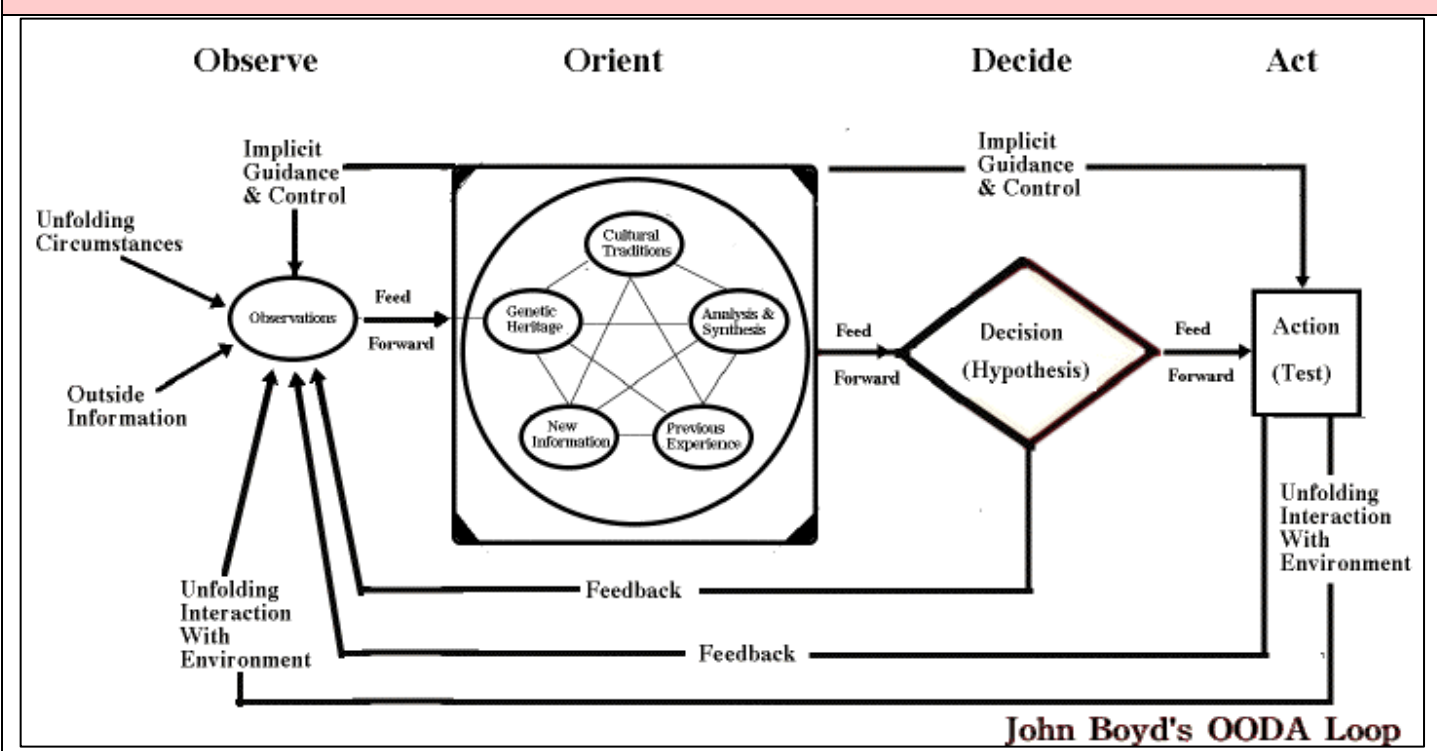 Observe
Orient
Decide
Act
Implicit
Guidance
& Control
Implicit
Guidance
& Control
Unfolding
Circumstances
Observations
Outside
Information
Feed
Forward
Cultural
Traditions
Genetic
Heritage
Analysis &
Synthesis
New
Information
Previous
Experience
Feed
Forward
Decision
(Hypothesis)
Feed
Forward
Action
(Test)
Unfolding
Interaction
With
Environment
Unfolding
Interaction
With
Environment
Feedback
Feedback
John Boyd's OODA Loop